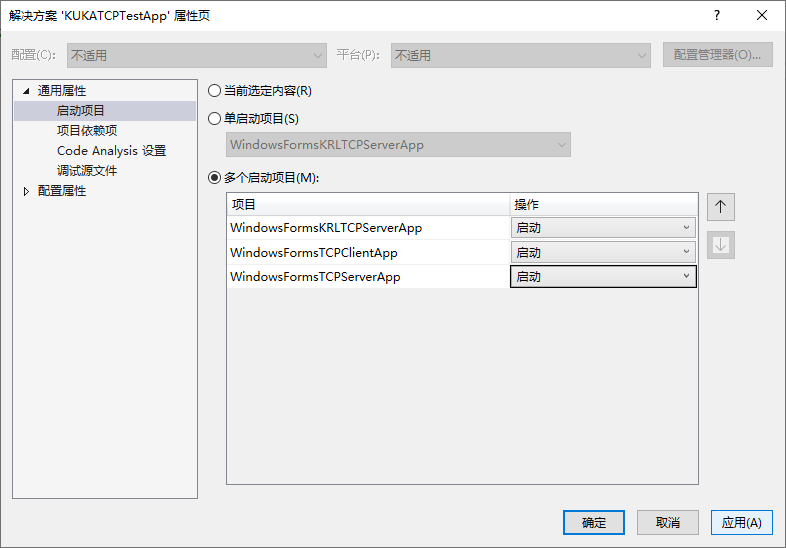 解决方案 'KUKATCPTestApp' 属性页
配置(C): 不适用 平台(P): 不适用 配置管理器(O)...
通用属性
启动项目
项目依赖项
Code Analysis 设置
调试源文件
配置属性
当前选定内容(R)
单启动项目(S)
WindowsFormsKRLTCPServerApp
多个启动项目(M):
项目 操作
WindowsFormsKRLTCPServerApp 启动
WindowsFormsTCPClientApp 启动
WindowsFormsTCPServerApp 启动
确定 取消 应用(A)